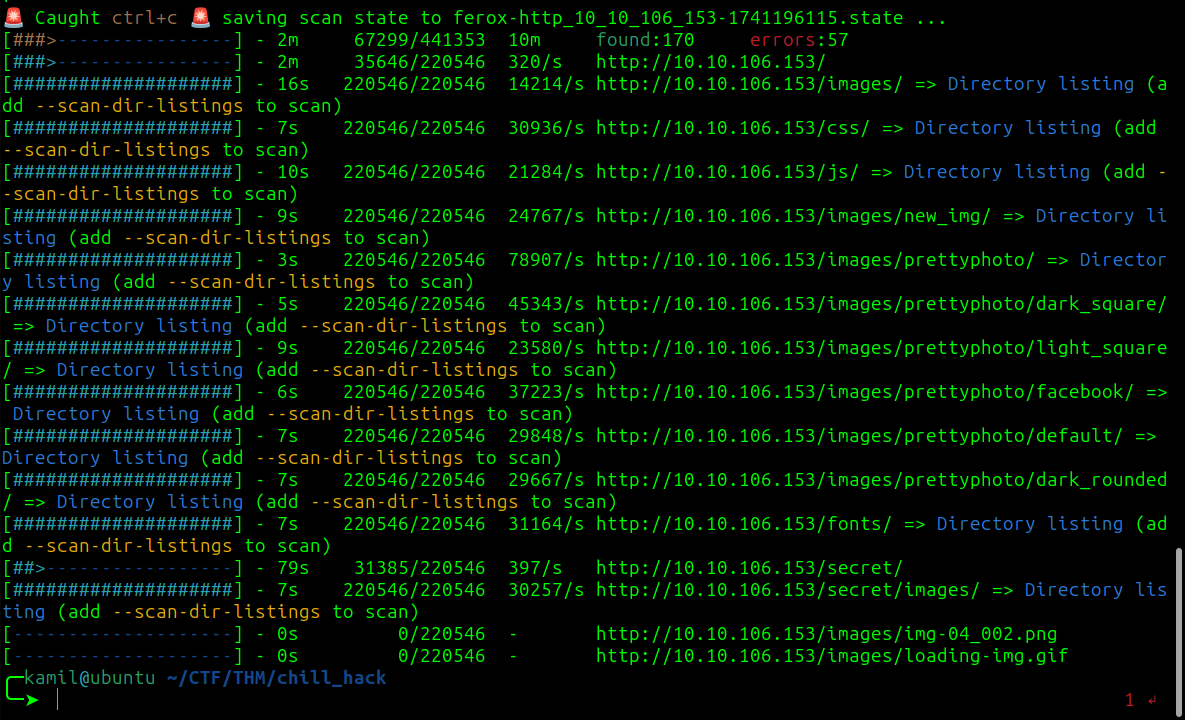 🚨 Caught ctrl+c 🚨 saving scan state to ferox-http_10_10_106_153-1741196115.state ...
[###>----------------] - 2m     67299/441353  10m     found:170     errors:57
[###>----------------] - 2m     35646/220546  320/s   http://10.10.106.153/
[####################] - 16s   220546/220546  14214/s http://10.10.106.153/images/ => Directory listing (a
dd --scan-dir-listings to scan)
[####################] - 7s    220546/220546  30936/s http://10.10.106.153/css/ => Directory listing (add
--scan-dir-listings to scan)
[####################] - 10s   220546/220546  21284/s http://10.10.106.153/js/ => Directory listing (add -
-scan-dir-listings to scan)
[####################] - 9s    220546/220546  24767/s http://10.10.106.153/images/new_img/ => Directory li
sting (add --scan-dir-listings to scan)
[####################] - 3s    220546/220546  78907/s http://10.10.106.153/images/prettyphoto/ => Director
y listing (add --scan-dir-listings to scan)
[####################] - 5s    220546/220546  45343/s http://10.10.106.153/images/prettyphoto/dark_square/
 => Directory listing (add --scan-dir-listings to scan)
[####################] - 9s    220546/220546  23580/s http://10.10.106.153/images/prettyphoto/light_square
/ => Directory listing (add --scan-dir-listings to scan)
[####################] - 6s    220546/220546  37223/s http://10.10.106.153/images/prettyphoto/facebook/ =>
 Directory listing (add --scan-dir-listings to scan)
[####################] - 7s    220546/220546  29848/s http://10.10.106.153/images/prettyphoto/default/ =>
Directory listing (add --scan-dir-listings to scan)
[####################] - 7s    220546/220546  29667/s http://10.10.106.153/images/prettyphoto/dark_rounded
/ => Directory listing (add --scan-dir-listings to scan)
[####################] - 7s    220546/220546  31164/s http://10.10.106.153/fonts/ => Directory listing (ad
d --scan-dir-listings to scan)
[##>-----------------] - 79s    31385/220546  397/s   http://10.10.106.153/secret/
[####################] - 7s    220546/220546  30257/s http://10.10.106.153/secret/images/ => Directory lis
ting (add --scan-dir-listings to scan)
[--------------------] - 0s         0/220546  -       http://10.10.106.153/images/img-04_002.png
[--------------------] - 0s         0/220546  -       http://10.10.106.153/images/loading-img.gif
╭─kamil@ubuntu ~/CTF/THM/chill_hack
╰─➤ 1 ↵